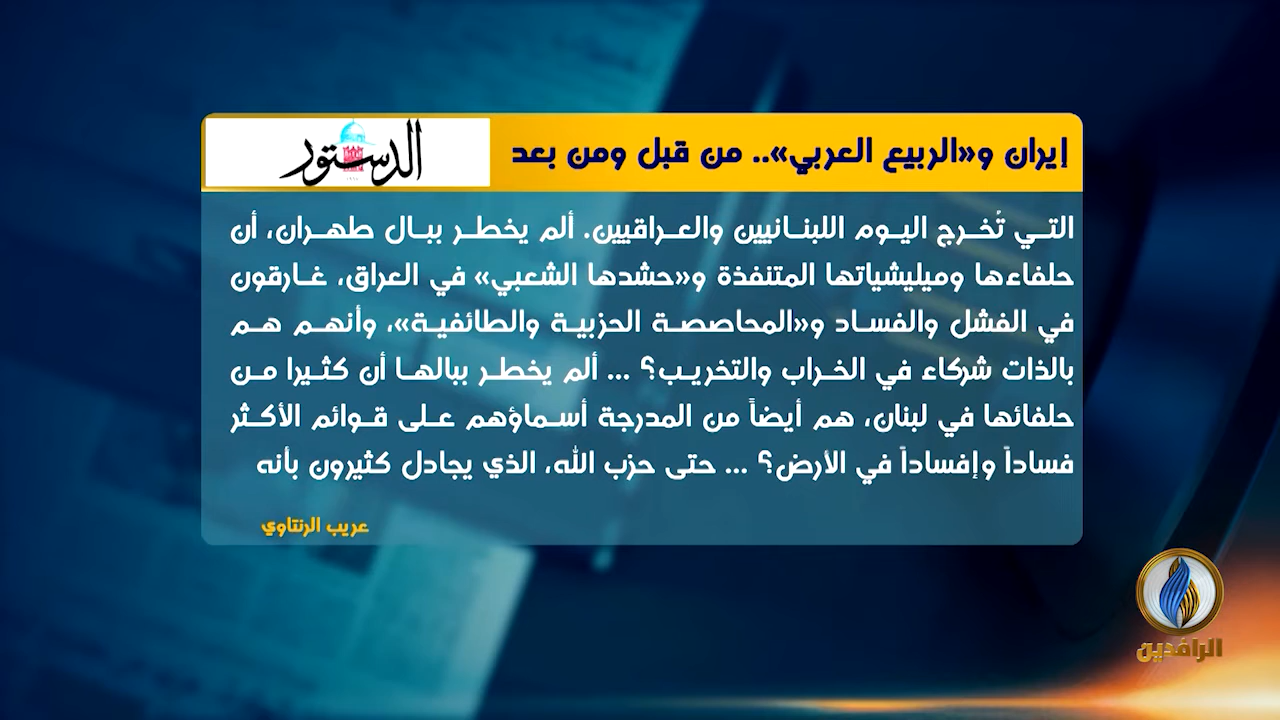 إيران و«الربيع العربي».. من قبل ومن بعد
الدستور
التي تُخرج اليوم اللبنانيين والعراقيين. ألم يخطر ببال طهران، أن
حلفاءها وميليشياتها المتنفذة و«حشدها الشعبي» في العراق، غارقون
في الفشل والفساد و«المحاصصة الحزبية والطائفية»، وأنهم هم
بالذات شركاء في الخراب والتخريب؟ ... ألم يخطر ببالها أن كثيرا من
حلفائها في لبنان، هم أيضاً من المدرجة أسماؤهم على قوائم الأكثر
فساداً وإفساداً في الأرض؟ ... حتى حزب الله، الذي يجادل كثيرون بأنه
عريب الرنتاوي
الرافدين